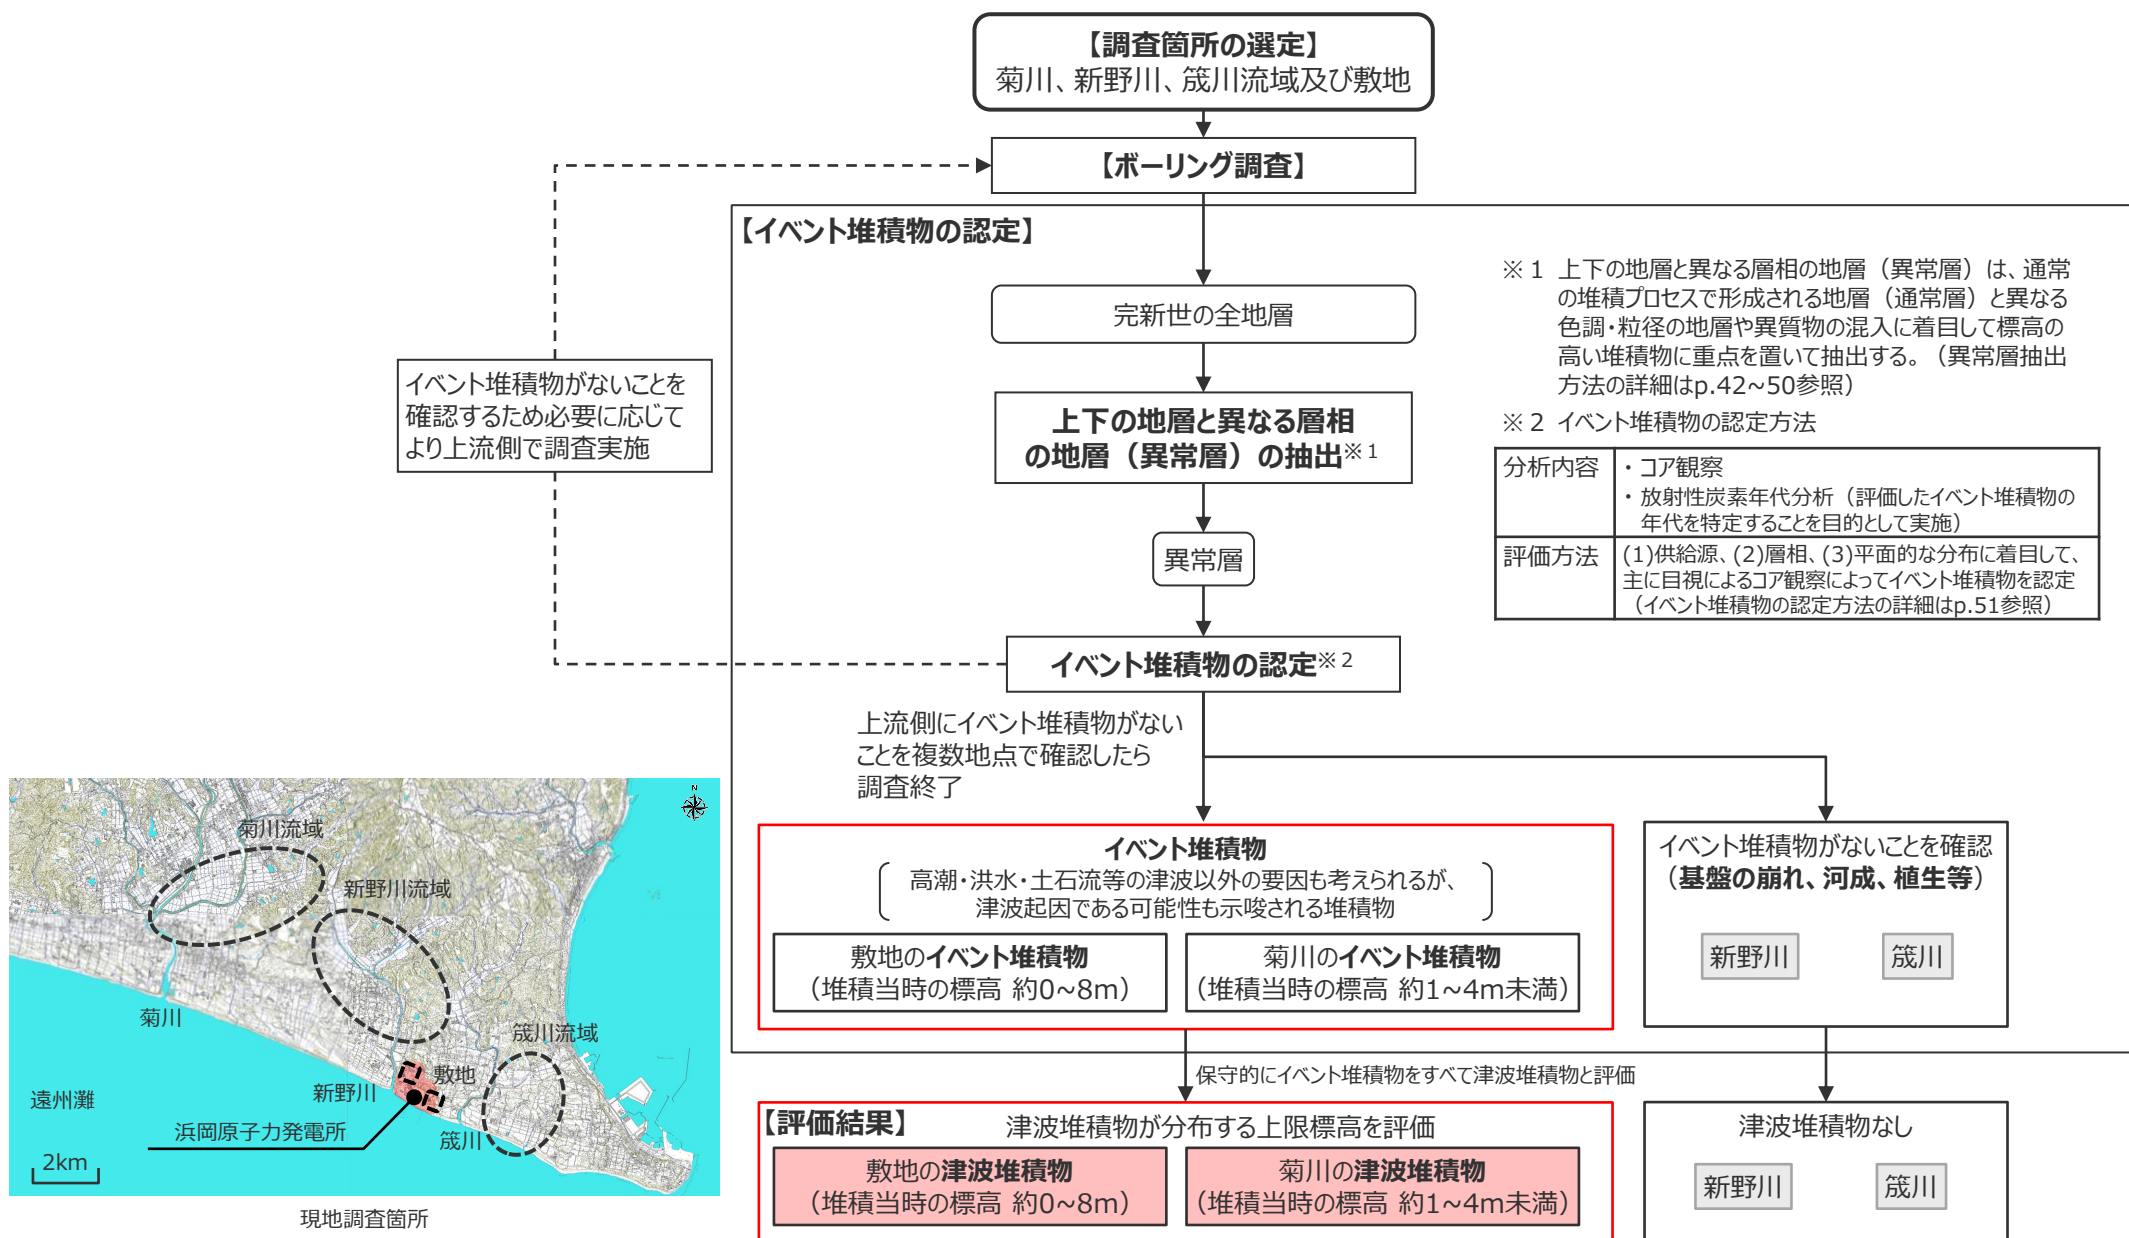 【調査箇所の選定】
菊川、新野川、筬川流域及び敷地
【ボーリング調査】
【イベント堆積物の認定】
完新世の全地層
上下の地層と異なる層相
の地層（異常層）の抽出※1
異常層
イベント堆積物の認定※2
イベント堆積物がないことを
確認するため必要に応じて
より上流側で調査実施
※1 上下の地層と異なる層相の地層（異常層）は、通常
の堆積プロセスで形成される地層（通常層）と異なる
色調・粒径の地層や異質物の混入に着目して標高の
高い堆積物に重点を置いて抽出する。（異常層抽出
方法の詳細はp.42~50参照）
※2 イベント堆積物の認定方法
分析内容
・コア観察
・放射性炭素年代分析（評価したイベント堆積物の
年代を特定することを目的として実施）
評価方法
(1)供給源、(2)層相、(3)平面的な分布に着目して、
主に目視によるコア観察によってイベント堆積物を認定
（イベント堆積物の認定方法の詳細はp.51参照）
上流側にイベント堆積物がない
ことを複数地点で確認したら
調査終了
イベント堆積物
高潮・洪水・土石流等の津波以外の要因も考えられるが、
津波起因である可能性も示唆される堆積物
敷地のイベント堆積物
（堆積当時の標高 約0~8m）
菊川のイベント堆積物
（堆積当時の標高 約1~4m未満）
イベント堆積物がないことを確認
（基盤の崩れ、河成、植生等）
新野川
筬川
保守的にイベント堆積物をすべて津波堆積物と評価
【評価結果】
津波堆積物が分布する上限標高を評価
敷地の津波堆積物
（堆積当時の標高 約0~8m）
菊川の津波堆積物
（堆積当時の標高 約1~4m未満）
津波堆積物なし
新野川
筬川
N
菊川流域
新野川流域
菊川
筬川流域
敷地
新野川
遠州灘
浜岡原子力発電所
筬川
2km
現地調査箇所